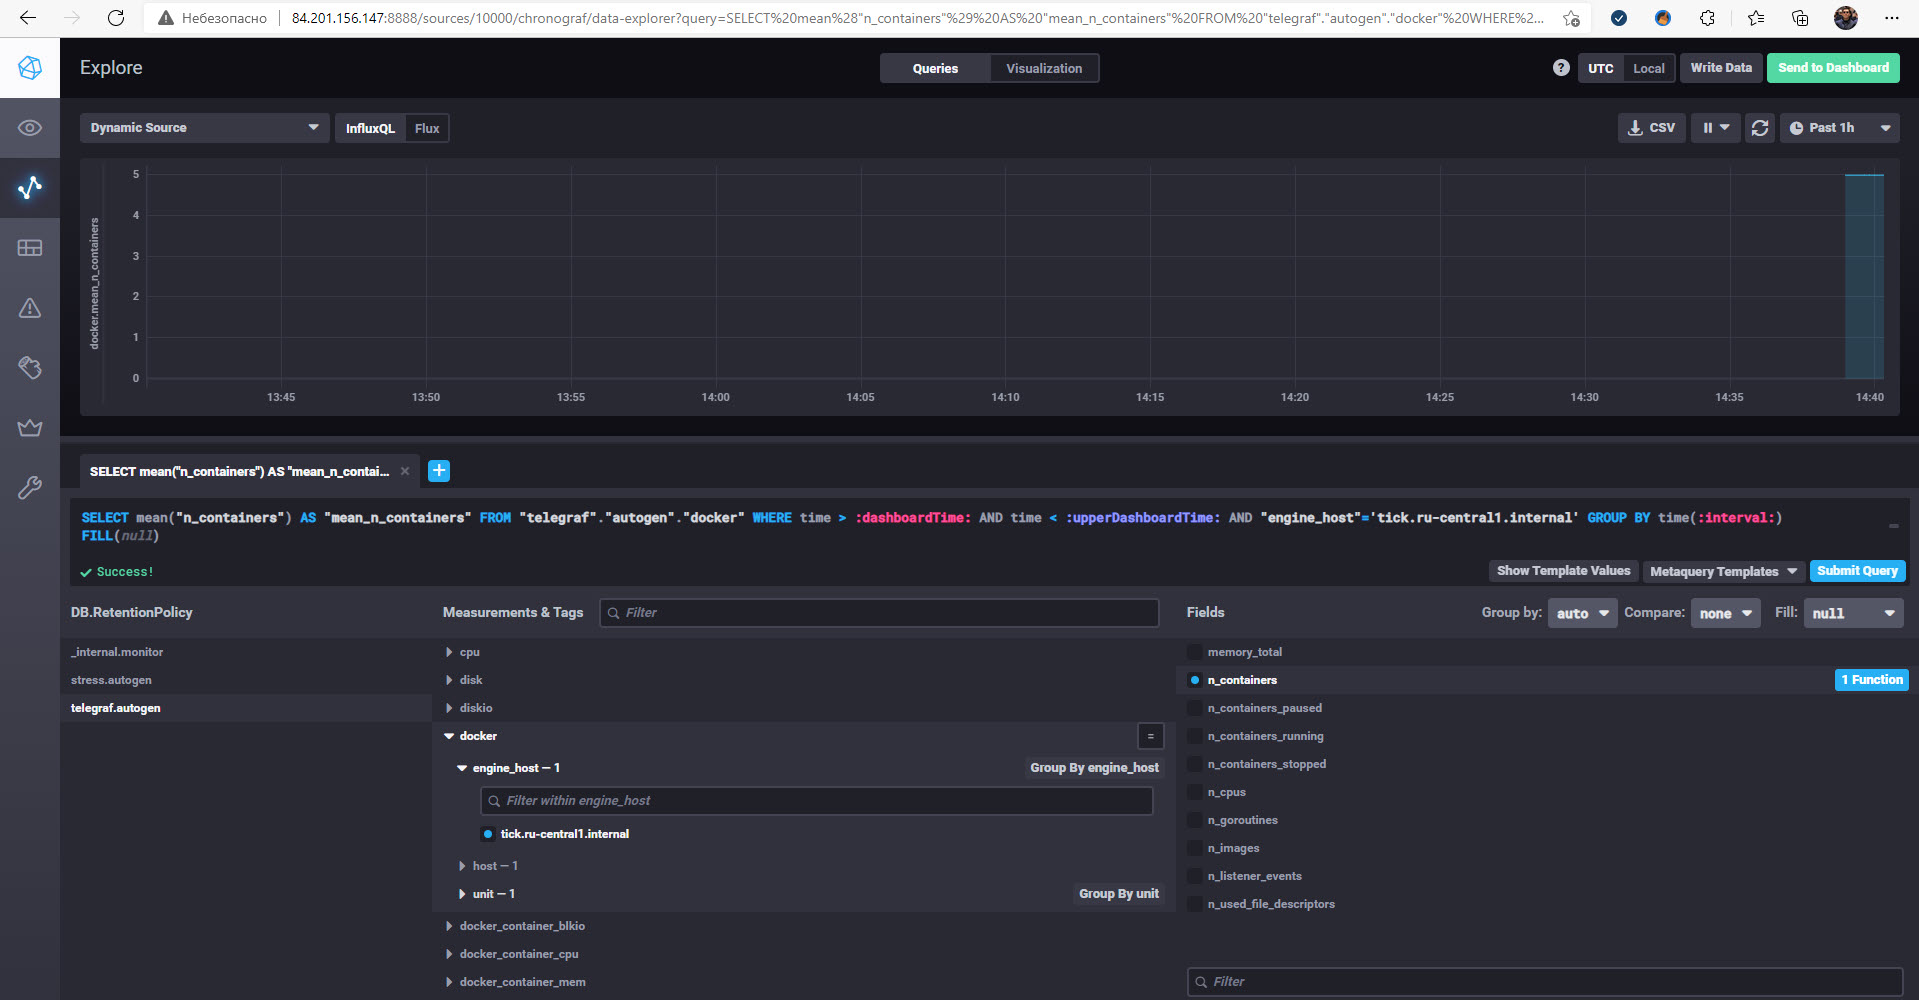 Небезопасно
84.201.156.147:8888/sources/10000/chronograf/data-explorer?query=SELECT%20mean%28"n_containers"%29%20AS%20"mean_n_containers"%20FROM%20"telegraf"."autogen"."docker"%20WHERE%2...
Explore
Queries
Visualization
?
UTC
Local
Write Data
Send to Dashboard
Dynamic Source
InfluxQL
Flux
CSV
Past 1h
docker.mean_n_containers
5
4
3
2
1
0
13:45
13:50
13:55
14:00
14:05
14:10
14:15
14:20
14:25
14:30
14:35
14:40
SELECT mean("n_containers") AS "mean_n_contai...
SELECT mean("n_containers") AS "mean_n_containers" FROM "telegraf"."autogen"."docker" WHERE time > :dashboardTime: AND time < :upperDashboardTime: AND "engine_host"='tick.ru-central1.internal' GROUP BY time(:interval:)
FILL(null)
Success!
Show Template Values
Metaquery Templates
Submit Query
DB.RetentionPolicy
_internal.monitor
stress.autogen
telegraf.autogen
Measurements & Tags
Filter
cpu
disk
diskio
docker
=
engine_host — 1
Group By engine_host
Filter within engine_host
tick.ru-central1.internal
host — 1
unit — 1
Group By unit
docker_container_blkio
docker_container_cpu
docker_container_mem
Fields
Group by:
auto
Compare:
none
Fill:
null
memory_total
n_containers
1 Function
n_containers_paused
n_containers_running
n_containers_stopped
n_cpus
n_goroutines
n_images
n_listener_events
n_used_file_descriptors
Filter